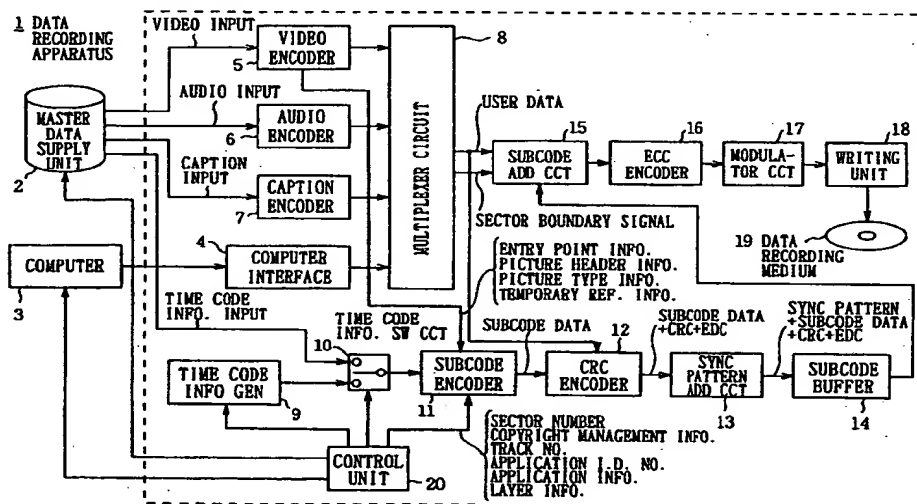 1 DATA
RECORDING
APPARATUS
VIDEO INPUT
VIDEO
ENCODER
5
8
AUDIO INPUT
AUDIO
ENCODER
6
MASTER
DATA
SUPPLY
UNIT
2
CAPTION
INPUT
CAPTION
ENCODER
7
MULTIPLEXER CIRCUIT
USER DATA
15
SUBCODE
ADD CCT
16
ECC ENCODER
17
MODULA-
TOR CCT
18
WRITING
UNIT
SECTOR BOUNDARY SIGNAL
19 DATA
RECORDING
MEDIUM
COMPUTER
3
4
COMPUTER
INTERFACE
ENTRY POINT INFO.
PICTURE HEADER INFO.
PICTURE TYPE INFO.
TEMPORARY REF. INFO.
TIME CODE
INFO. INPUT
TIME CODE
INFO. SW CCT
10
TIME CODE
INFO GEN
9
SUBCODE
ENCODER
11
SUBCODE DATA
12
CRC
ENCODER
SUBCODE DATA
+CRC+EDC
SYNC
PATTERN
ADD CCT
13
SYNC PATTERN
+SUBCODE DATA
+CRC+EDC
SUBCODE
BUFFER
14
CONTROL
UNIT
20
SECTOR NUMBER
COPYRIGHT MANAGEMENT INFO.
TRACK NO.
APPLICATION I.D. NO.
APPLICATION INFO.
LAYER INFO.